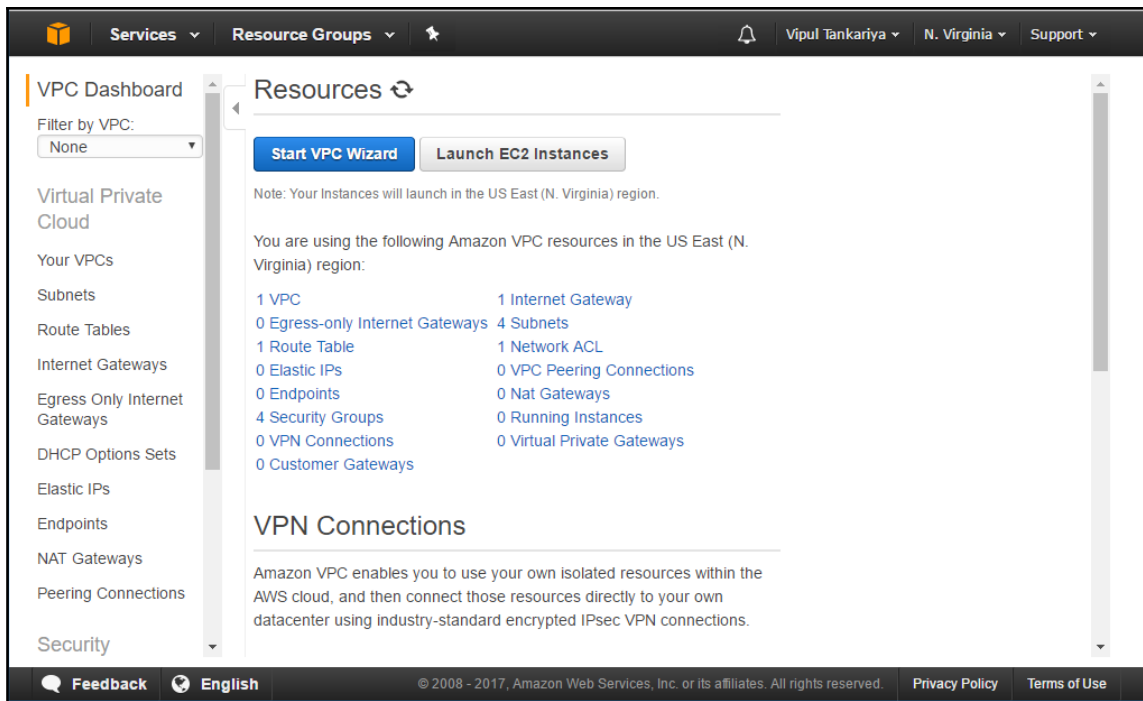 Services Resource Groups Vipul Tankariya N. Virginia Support
VPC Dashboard
Filter by VPC:
None
Virtual Private
Cloud
Your VPCs
Subnets
Route Tables
Internet Gateways
Egress Only Internet
Gateways
DHCP Options Sets
Elastic IPs
Endpoints
NAT Gateways
Peering Connections
Security
Resources
Start VPC Wizard Launch EC2 Instances
Note: Your Instances will launch in the US East (N. Virginia) region.
You are using the following Amazon VPC resources in the US East (N.
Virginia) region:
1 VPC 1 Internet Gateway
0 Egress-only Internet Gateways 4 Subnets
1 Route Table 1 Network ACL
0 Elastic IPs 0 VPC Peering Connections
0 Endpoints 0 Nat Gateways
4 Security Groups 0 Running Instances
0 VPN Connections 0 Virtual Private Gateways
0 Customer Gateways
VPN Connections
Amazon VPC enables you to use your own isolated resources within the
AWS cloud, and then connect those resources directly to your own
datacenter using industry-standard encrypted IPsec VPN connections.
Feedback English © 2008 - 2017, Amazon Web Services, Inc. or its affiliates. All rights reserved. Privacy Policy Terms of Use